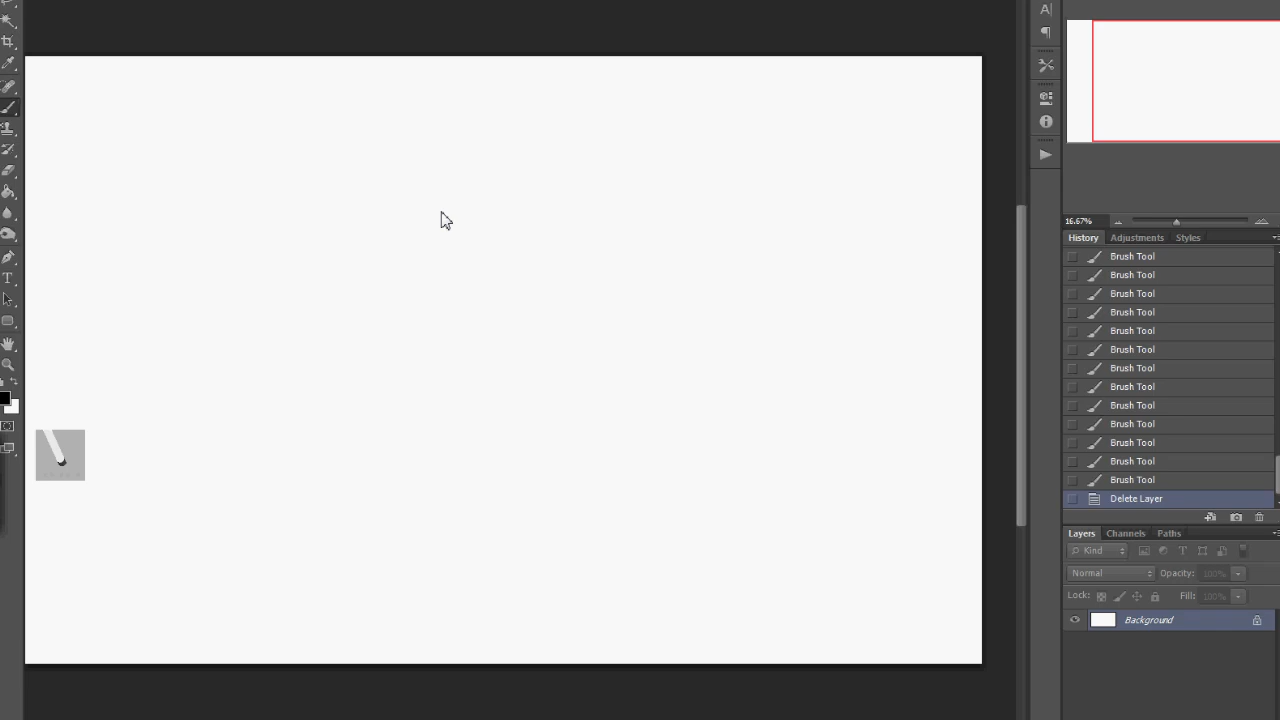 A|
16.67%
History Adjustments Styles
Brush Tool
Brush Tool
Brush Tool
Brush Tool
Brush Tool
Brush Tool
Brush Tool
Brush Tool
Brush Tool
Brush Tool
Brush Tool
Brush Tool
Brush Tool
Delete Layer
Layers Channels Paths
Kind
Normal Opacity: 100%
Lock: Fill: 100%
Background